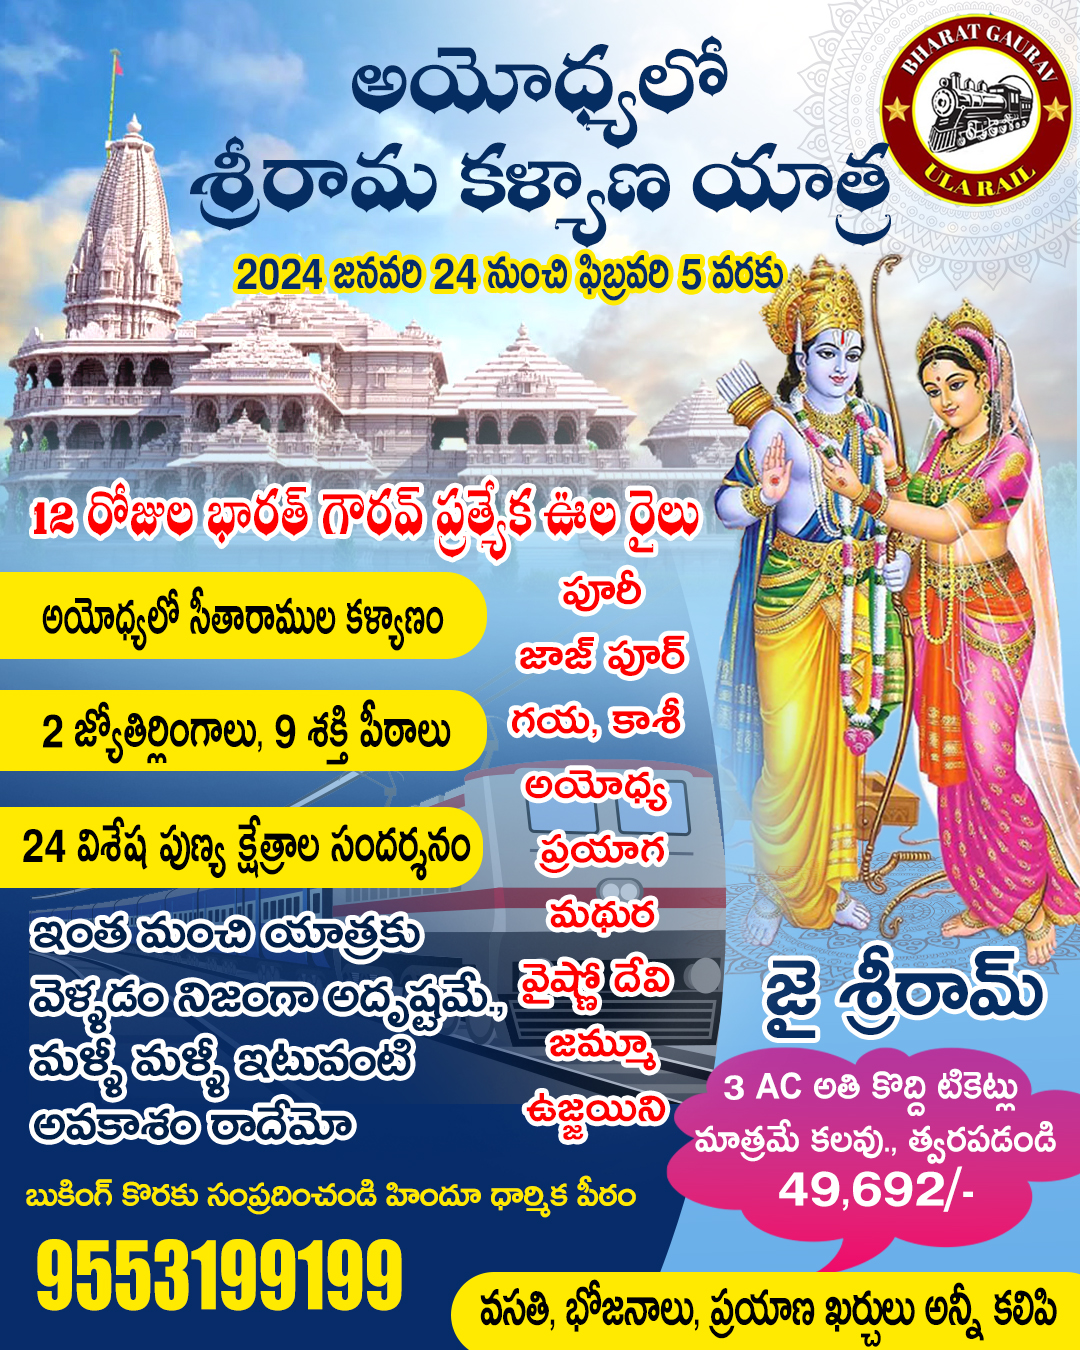 అయోధ్యలో
శ్రీరామ కళ్యాణ యాత్ర
BHARAT GAURAV
ULA RAIL
2024 జనవరి 24 నుంచి ఫిబ్రవరి 5 వరకు
12 రోజుల భారత్ గౌరవ్ ప్రత్యేక ఊల రైలు
అయోధ్యలో సీతారాముల కళ్యాణం
2 జ్యోతిర్లింగాలు, 9 శక్తి పీఠాలు
24 విశేష పుణ్య క్షేత్రాల సందర్శనం
పూరీ
జాజ్ పూర్
గయ, కాశీ
అయోధ్య
ప్రయాగ
మథుర
వైష్ణో దేవి
జమ్మూ
ఉజ్జయిని
ఇంత మంచి యాత్రకు
వెళ్ళడం నిజంగా అదృష్టమే.,
మళ్ళీ మళ్ళీ ఇటువంటి
అవకాశం రాదేమో
జై శ్రీరామ్
3 AC అతి కొద్ది టికెట్లు
మాత్రమే కలవు., త్వరపడండి
49,692/-
బుకింగ్ కొరకు సంప్రదించండి హిందూ ధార్మిక పీఠం
9553199199
వసతి, భోజనాలు, ప్రయాణ ఖర్చులు అన్నీ కలిపి